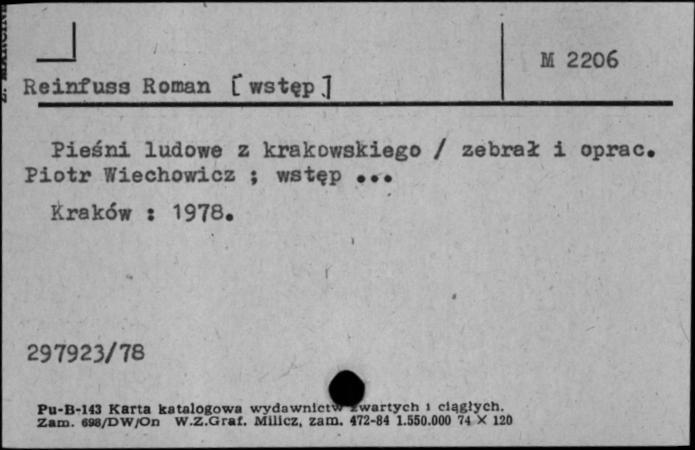 M 2206
Reinfuss Roman [wstęp]
Pieśni ludowe z krakowskiego / zebrał i oprac.
Piotr Wiechowicz ; wstęp ...
Kraków : 1978.
297923/78
Pu-B-143 Karta katalogowa wydawnictw zwartych i ciągłych.
Zam. 698/DW/On W.Z.Graf. Milicz, zam. 472-84 1.550.000 74 × 120